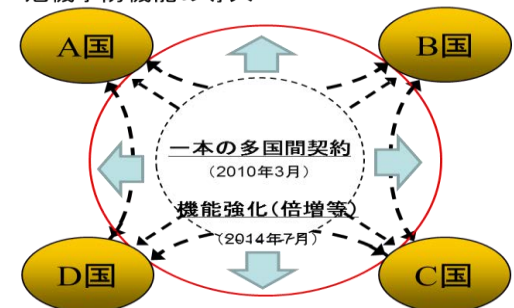 A国
B国
一本の多国間契約
（2010年3月）
機能強化（倍増等）
（2014年7月）
D国
C国